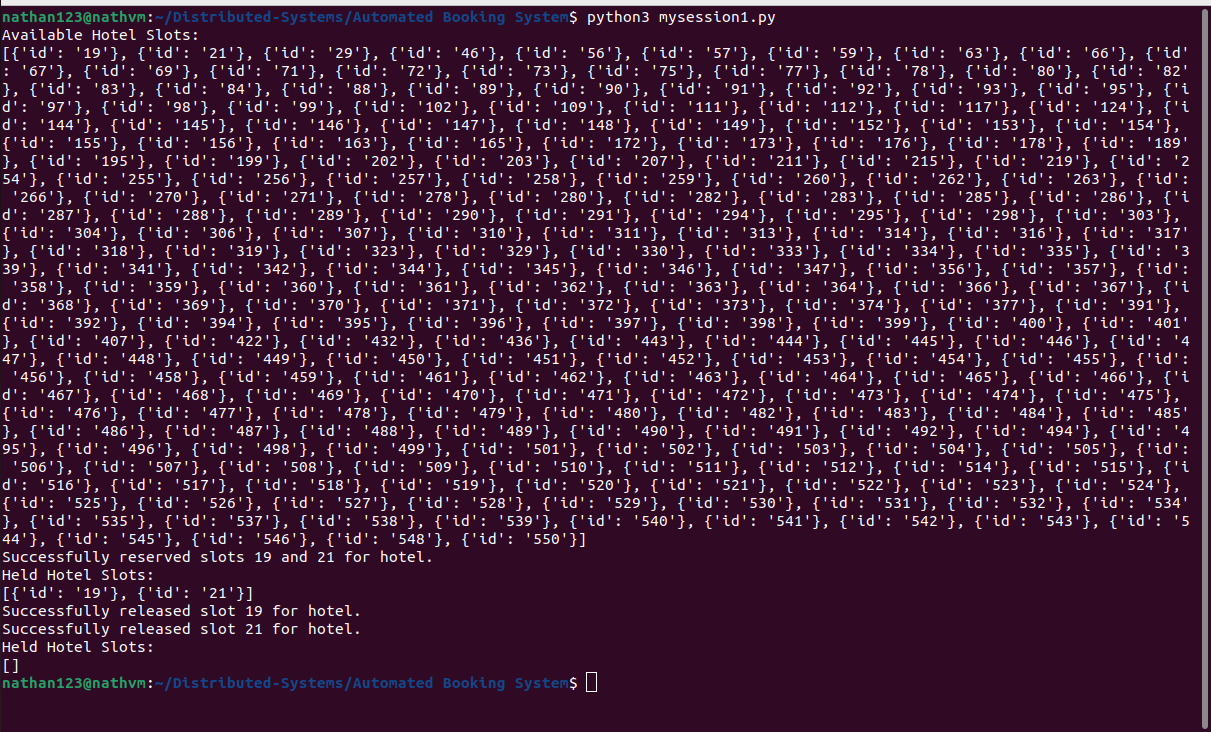 nathan123@nathvm:~/Distributed-Systems/Automated Booking System$ python3 mysession1.py
Available Hotel Slots:
[{'id': '19'}, {'id': '21'}, {'id': '29'}, {'id': '46'}, {'id': '56'}, {'id': '57'}, {'id': '59'}, {'id': '63'}, {'id': '66'}, {'id'
: '67'}, {'id': '69'}, {'id': '71'}, {'id': '72'}, {'id': '73'}, {'id': '75'}, {'id': '77'}, {'id': '78'}, {'id': '80'}, {'id': '82'
}, {'id': '83'}, {'id': '84'}, {'id': '88'}, {'id': '89'}, {'id': '90'}, {'id': '91'}, {'id': '92'}, {'id': '93'}, {'id': '95'}, {'i
d': '97'}, {'id': '98'}, {'id': '99'}, {'id': '102'}, {'id': '109'}, {'id': '111'}, {'id': '112'}, {'id': '117'}, {'id': '124'}, {'i
d': '144'}, {'id': '145'}, {'id': '146'}, {'id': '147'}, {'id': '148'}, {'id': '149'}, {'id': '152'}, {'id': '153'}, {'id': '154'},
{'id': '155'}, {'id': '156'}, {'id': '163'}, {'id': '165'}, {'id': '172'}, {'id': '173'}, {'id': '176'}, {'id': '178'}, {'id': '189'
}, {'id': '195'}, {'id': '199'}, {'id': '202'}, {'id': '203'}, {'id': '207'}, {'id': '211'}, {'id': '215'}, {'id': '219'}, {'id': '2
54'}, {'id': '255'}, {'id': '256'}, {'id': '257'}, {'id': '258'}, {'id': '259'}, {'id': '260'}, {'id': '262'}, {'id': '263'}, {'id':
 '266'}, {'id': '270'}, {'id': '271'}, {'id': '278'}, {'id': '280'}, {'id': '282'}, {'id': '283'}, {'id': '285'}, {'id': '286'}, {'i
d': '287'}, {'id': '288'}, {'id': '289'}, {'id': '290'}, {'id': '291'}, {'id': '294'}, {'id': '295'}, {'id': '298'}, {'id': '303'},
{'id': '304'}, {'id': '306'}, {'id': '307'}, {'id': '310'}, {'id': '311'}, {'id': '313'}, {'id': '314'}, {'id': '316'}, {'id': '317'
}, {'id': '318'}, {'id': '319'}, {'id': '323'}, {'id': '329'}, {'id': '330'}, {'id': '333'}, {'id': '334'}, {'id': '335'}, {'id': '3
39'}, {'id': '341'}, {'id': '342'}, {'id': '344'}, {'id': '345'}, {'id': '346'}, {'id': '347'}, {'id': '356'}, {'id': '357'}, {'id':
 '358'}, {'id': '359'}, {'id': '360'}, {'id': '361'}, {'id': '362'}, {'id': '363'}, {'id': '364'}, {'id': '366'}, {'id': '367'}, {'i
d': '368'}, {'id': '369'}, {'id': '370'}, {'id': '371'}, {'id': '372'}, {'id': '373'}, {'id': '374'}, {'id': '377'}, {'id': '391'},
{'id': '392'}, {'id': '394'}, {'id': '395'}, {'id': '396'}, {'id': '397'}, {'id': '398'}, {'id': '399'}, {'id': '400'}, {'id': '401'
}, {'id': '407'}, {'id': '422'}, {'id': '432'}, {'id': '436'}, {'id': '443'}, {'id': '444'}, {'id': '445'}, {'id': '446'}, {'id': '4
47'}, {'id': '448'}, {'id': '449'}, {'id': '450'}, {'id': '451'}, {'id': '452'}, {'id': '453'}, {'id': '454'}, {'id': '455'}, {'id':
 '456'}, {'id': '458'}, {'id': '459'}, {'id': '461'}, {'id': '462'}, {'id': '463'}, {'id': '464'}, {'id': '465'}, {'id': '466'}, {'i
d': '467'}, {'id': '468'}, {'id': '469'}, {'id': '470'}, {'id': '471'}, {'id': '472'}, {'id': '473'}, {'id': '474'}, {'id': '475'},
{'id': '476'}, {'id': '477'}, {'id': '478'}, {'id': '479'}, {'id': '480'}, {'id': '482'}, {'id': '483'}, {'id': '484'}, {'id': '485'
}, {'id': '486'}, {'id': '487'}, {'id': '488'}, {'id': '489'}, {'id': '490'}, {'id': '491'}, {'id': '492'}, {'id': '494'}, {'id': '4
95'}, {'id': '496'}, {'id': '498'}, {'id': '499'}, {'id': '501'}, {'id': '502'}, {'id': '503'}, {'id': '504'}, {'id': '505'}, {'id':
 '506'}, {'id': '507'}, {'id': '508'}, {'id': '509'}, {'id': '510'}, {'id': '511'}, {'id': '512'}, {'id': '514'}, {'id': '515'}, {'i
d': '516'}, {'id': '517'}, {'id': '518'}, {'id': '519'}, {'id': '520'}, {'id': '521'}, {'id': '522'}, {'id': '523'}, {'id': '524'},
{'id': '525'}, {'id': '526'}, {'id': '527'}, {'id': '528'}, {'id': '529'}, {'id': '530'}, {'id': '531'}, {'id': '532'}, {'id': '534'
}, {'id': '535'}, {'id': '537'}, {'id': '538'}, {'id': '539'}, {'id': '540'}, {'id': '541'}, {'id': '542'}, {'id': '543'}, {'id': '5
44'}, {'id': '545'}, {'id': '546'}, {'id': '548'}, {'id': '550'}]
Successfully reserved slots 19 and 21 for hotel.
Held Hotel Slots:
[{'id': '19'}, {'id': '21'}]
Successfully released slot 19 for hotel.
Successfully released slot 21 for hotel.
Held Hotel Slots:
[]
nathan123@nathvm:~/Distributed-Systems/Automated Booking System$